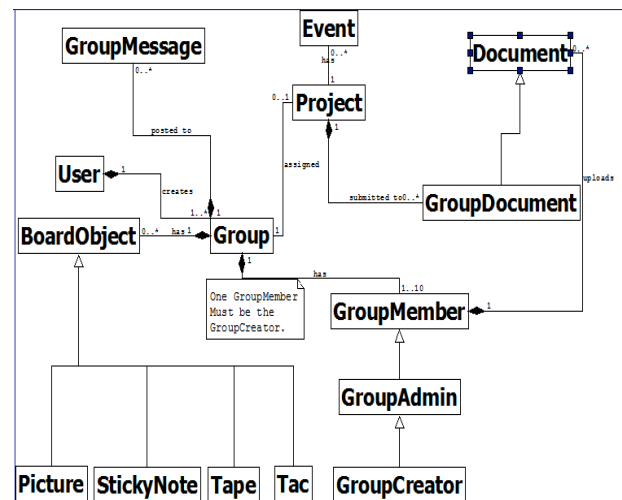 Event
GroupMessage
Document
0..*
has
0..*
0..*
1
0..1
Project
1
posted to
assigned
User
1
creates
uploads
submitted to
0..*
GroupDocument
1..*
1
BoardObject
0..*
has
1
Group
1
1
has
One GroupMember
Must be the
GroupCreator.
1..10
GroupMember
1
GroupAdmin
Picture
StickyNote
Tape
Tac
GroupCreator